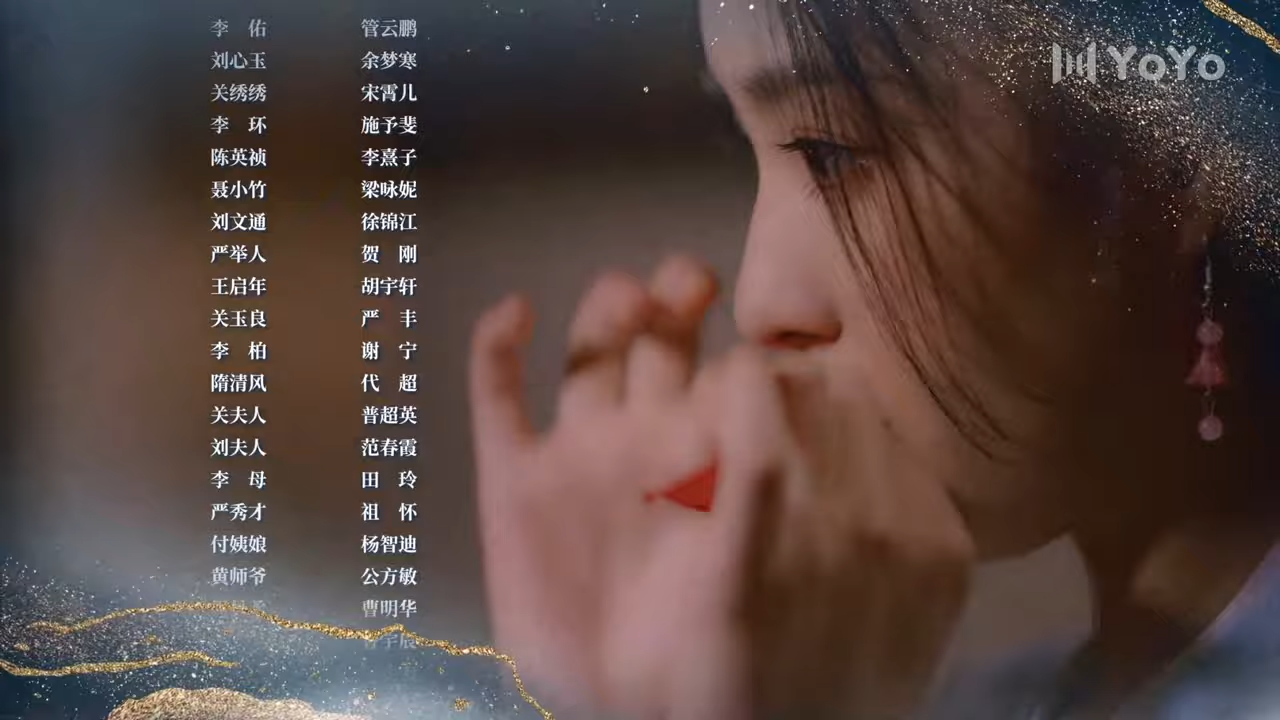 李 佑 管云鹏
刘心玉 余梦寒
关绣绣 宋霄儿
李 环 施予斐
陈英祯 李熹子
聂小竹 梁咏妮
刘文通 徐锦江
严举人 贺 刚
王启年 胡宇轩
关玉良 严 丰
李 柏 谢 宁
隋清风 代 超
关夫人 普超英
刘夫人 范春霞
李 母 田 玲
严秀才 祖 怀
付姨娘 杨智迪
黄师爷 公方敏
曹明华
YoYo